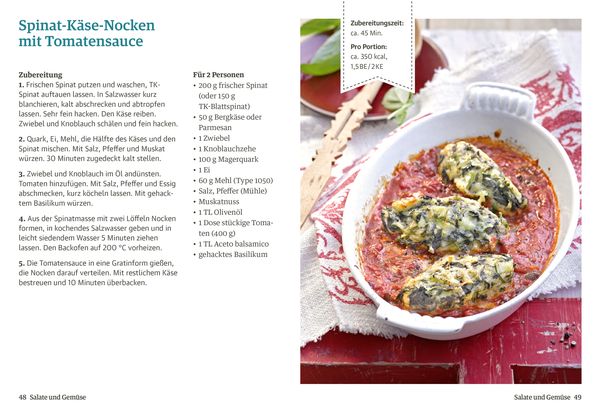 Spinat-Käse-Nocken
mit Tomatensauce
Zubereitung
1. Frischen Spinat putzen und waschen, TK-
Spinat auftauen lassen. In Salzwasser kurz
blanchieren, kalt abschrecken und abtropfen
lassen. Sehr fein hacken. Den Käse reiben.
Zwiebel und Knoblauch schälen und fein hacken.
2. Quark, Ei, Mehl, die Hälfte des Käses und den
Spinat mischen. Mit Salz, Pfeffer und Muskat
würzen. 30 Minuten zugedeckt kalt stellen.
3. Zwiebel und Knoblauch im Öl andünsten.
Tomaten hinzufügen. Mit Salz, Pfeffer und Essig
abschmecken, kurz köcheln lassen. Mit gehack-
tem Basilikum würzen.
4. Aus der Spinatmasse mit zwei Löffeln Nocken
formen, in kochendes Salzwasser geben und in
leicht siedendem Wasser 5 Minuten ziehen
lassen. Den Backofen auf 200 °C vorheizen.
5. Die Tomatensauce in eine Gratinform gießen,
die Nocken darauf verteilen. Mit restlichem Käse
bestreuen und 10 Minuten überbacken.
Für 2 Personen
• 200 g frischer Spinat
(oder 150 g
TK-Blattspinat)
• 50 g Bergkäse oder
Parmesan
• 1 Zwiebel
• 1 Knoblauchzehe
• 100 g Magerquark
• 1 Ei
• 60 g Mehl (Type 1050)
• Salz, Pfeffer (Mühle)
• Muskatnuss
• 1 TL Olivenöl
• 1 Dose stückige Toma-
ten (400 g)
• 1 TL Aceto balsamico
• gehacktes Basilikum
Zubereitungszeit:
ca. 45 Min.
Pro Portion:
ca. 350 kcal,
1,5 BE / 2 KE
48 Salate und Gemüse
Salate und Gemüse 49